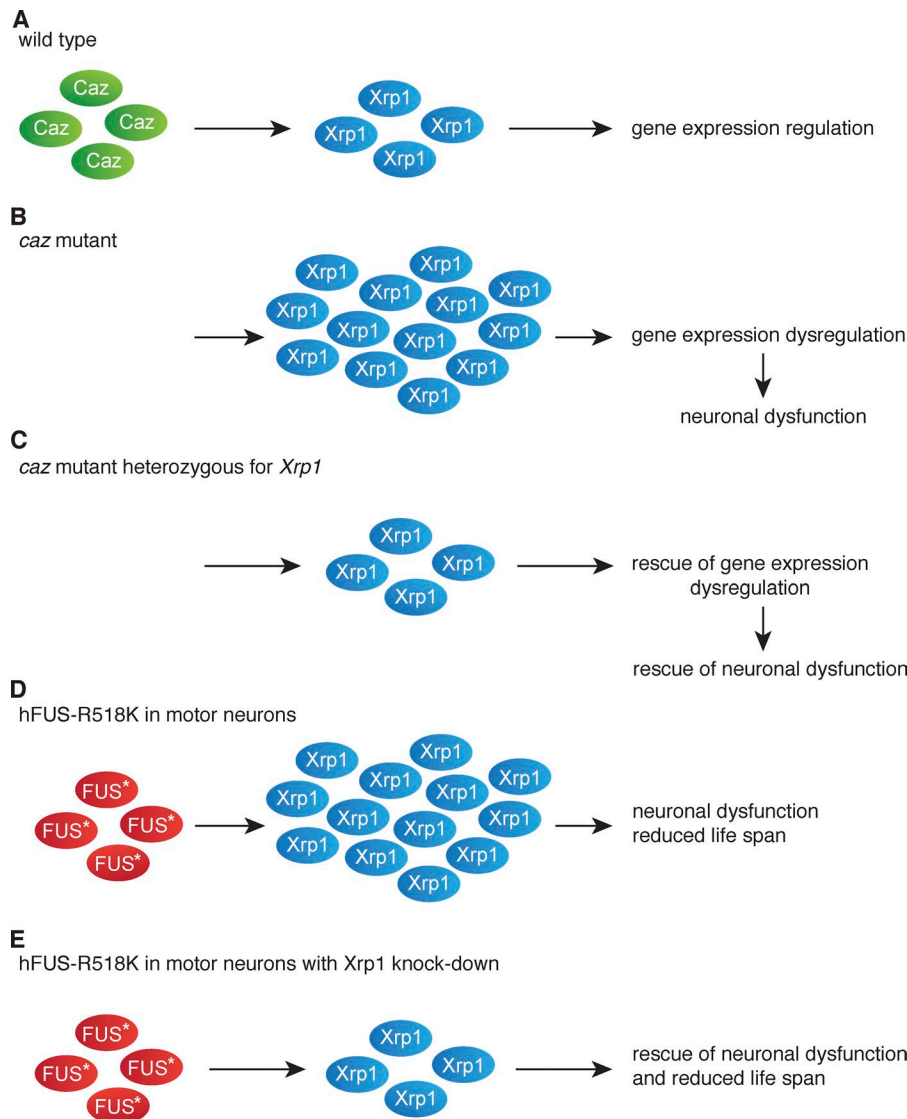 A
wild type
Caz
Caz
Caz
Caz
Xrp1
Xrp1
Xrp1
Xrp1
gene expression regulation
B
caz mutant
Xrp1
Xrp1
Xrp1
Xrp1
Xrp1
Xrp1
Xrp1
Xrp1
Xrp1
Xrp1
Xrp1
Xrp1
Xrp1
gene expression dysregulation
neuronal dysfunction
C
caz mutant heterozygous for Xrp1
Xrp1
Xrp1
Xrp1
Xrp1
rescue of gene expression
dysregulation
rescue of neuronal dysfunction
D
hFUS-R518K in motor neurons
FUS*
FUS*
FUS*
FUS*
Xrp1
Xrp1
Xrp1
Xrp1
Xrp1
Xrp1
Xrp1
Xrp1
Xrp1
Xrp1
Xrp1
Xrp1
Xrp1
neuronal dysfunction
reduced life span
E
hFUS-R518K in motor neurons with Xrp1 knock-down
FUS*
FUS*
FUS*
FUS*
Xrp1
Xrp1
Xrp1
Xrp1
rescue of neuronal dysfunction
and reduced life span